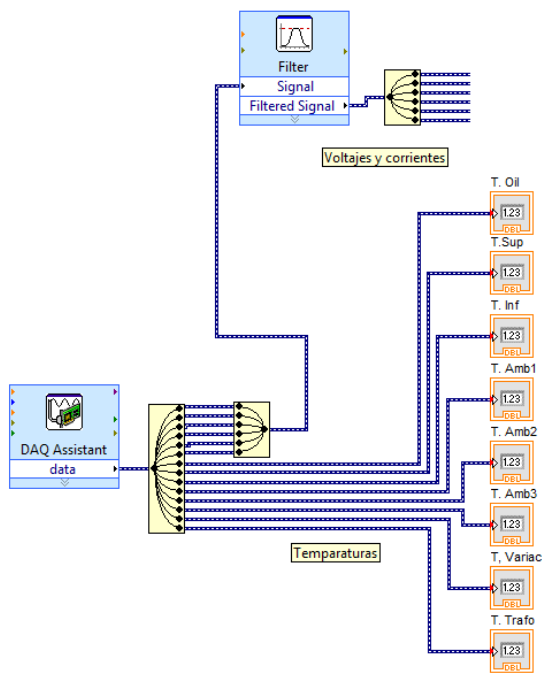 Filter
Signal
Filtered Signal
Voltajes y corrientes
T. Oil
1.23
DBL
T.Sup
1.23
DBL
T. Inf
1.23
DBL
T. Amb1
1.23
DBL
DAQ Assistant
data
T. Amb2
1.23
DBL
T. Amb3
1.23
DBL
Temparaturas
T, Variac
1.23
DBL
T. Trafo
1.23
DBL